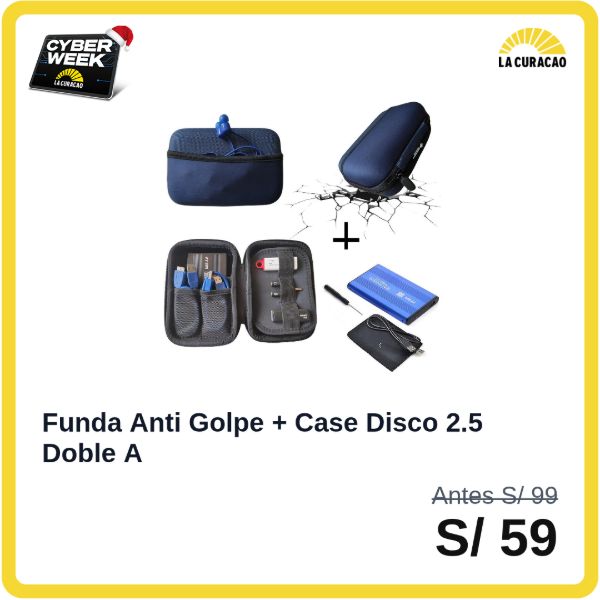 CYBER
WEEK
LA CURACAO
LA CURACAO
Funda Anti Golpe + Case Disco 2.5
Doble A
Antes S/ 99
S/ 59